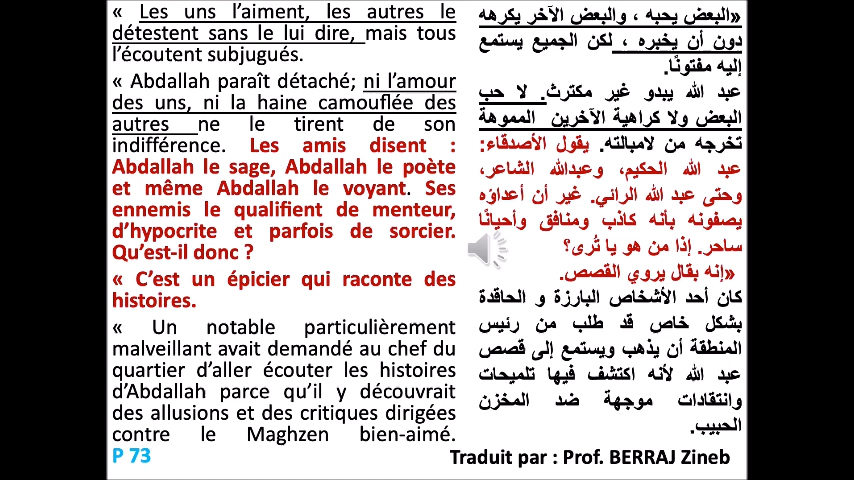 « Les uns l’aiment, les autres le
détestent sans le lui dire, mais tous
l’écoutent subjugués.
« Abdallah paraît détaché; ni l’amour
des uns, ni la haine camouflée des
autres ne le tirent de son
indifférence. Les amis disent :
Abdallah le sage, Abdallah le poète
et même Abdallah le voyant. Ses
ennemis le qualifient de menteur,
d’hypocrite et parfois de sorcier.
Qu’est-il donc ?
« C’est un épicier qui raconte des
histoires.
« Un notable particulièrement
malveillant avait demandé au chef du
quartier d’aller écouter les histoires
d’Abdallah parce qu’il y découvrait
des allusions et des critiques dirigées
contre le Maghzen bien-aimé.
P 73
«البعض يحبه ، والبعض الآخر يكرهه
دون أن يخبره ، لكن الجميع يستمع
إليه مفتونًا.
عبد الله يبدو غير مكترث. لا حب
البعض ولا كراهية الآخرين المموهة
تخرجه من لامبالاته. يقول الأصدقاء:
عبد الله الحكيم، وعبدالله الشاعر،
وحتى عبد الله الرائي. غير أن أعداؤه
يصفونه بأنه كاذب ومنافق وأحيانًا
ساحر. إذا من هو يا تُرى؟
«إنه بقال يروي القصص.
كان أحد الأشخاص البارزة و الحاقدة
بشكل خاص قد طلب من رئيس
المنطقة أن يذهب ويستمع إلى قصص
عبد الله لأنه اكتشف فيها تلميحات
وانتقادات موجهة ضد المخزن
الحبيب.
Traduit par : Prof. BERRAJ Zineb